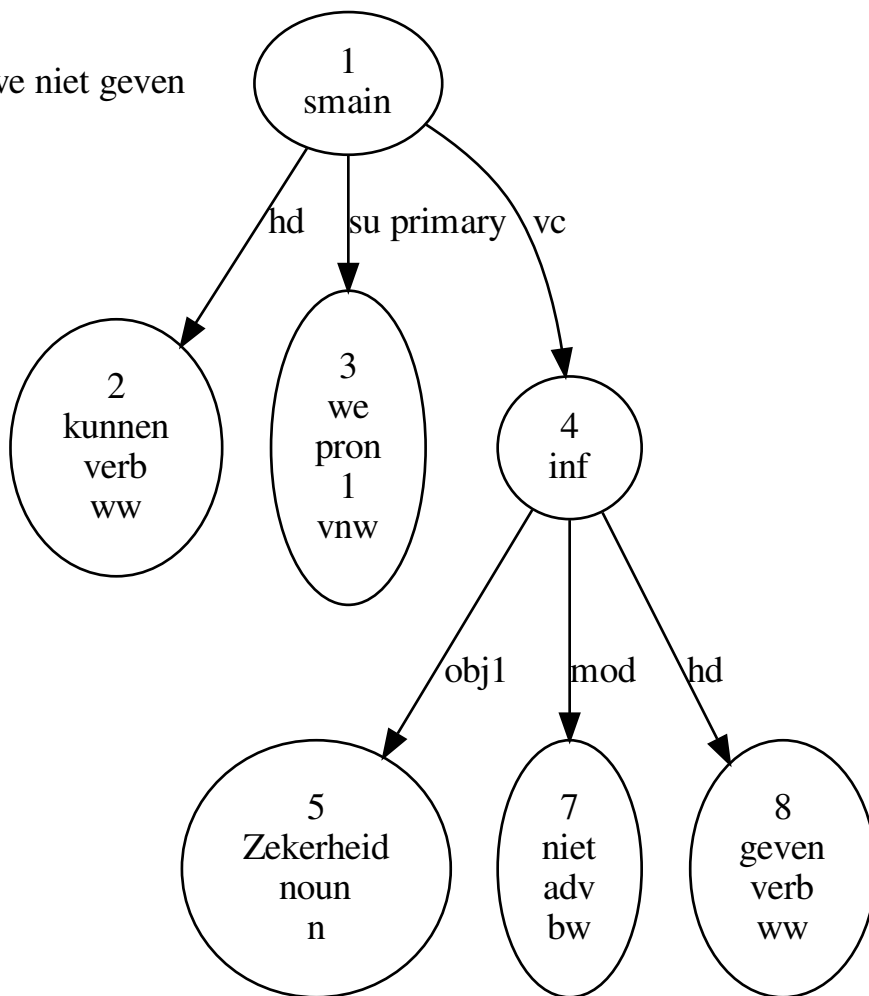 we niet geven
1
smain
hd
su primary
vc
2
kunnen
verb
ww
3
we
pron
1
vnw
4
inf
obj1
mod
hd
5
Zekerheid
noun
n
7
niet
adv
bw
8
geven
verb
ww